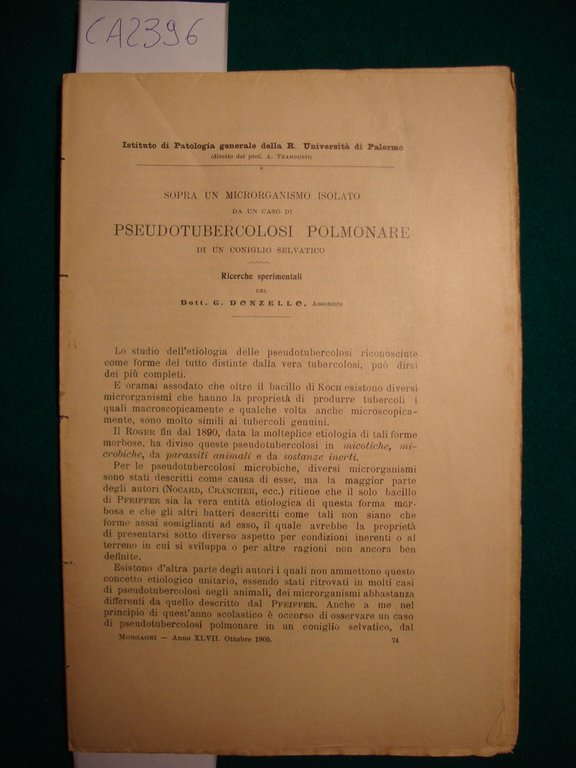 CA2396
Istituto di Patologia generale della R. Università di Palermo
(diretto dal prof. A. Trambusti)
SOPRA UN MICRORGANISMO ISOLATO
DA UN CASO DI
PSEUDOTUBERCOLOSI POLMONARE
DI UN CONIGLIO SELVATICO
Ricerche sperimentali
DEL
Dott. G. DONZELLO, Assistente
Lo studio dell'etiologia delle pseudotubercolosi riconosciute
come forme del tutto distinte dalla vera tubercolosi, può dirsi
dei più completi.
E oramai assodato che oltre il bacillo di KOCH esistono diversi
microrganismi che hanno la proprietà di produrre tubercoli i
quali macroscopicamente e qualche volta anche microscopica-
mente, sono molto simili ai tubercoli genuini.
Il ROGER fin dal 1890, data la molteplice etiologia di tali forme
morbose, ha diviso queste pseudotubercolosi in micotiche, mi-
crobiche, da parassiti animali e da sostanze inerti.
Per le pseudotubercolosi microbiche, diversi microrganismi
sono stati descritti come causa di esse, ma la maggior parte
degli autori (NOCARD, CRANCHER, ecc.) ritiene che il solo bacillo
di PFEIFFER sia la vera entità etiologica di questa forma mor-
bosa e che gli altri batteri descritti come tali non siano che
forme assai somiglianti ad esso, il quale avrebbe la proprietà
di presentarsi sotto diverso aspetto per condizioni inerenti o al
terreno in cui si sviluppa o per altre ragioni non ancora ben
definite.
Esistono d'altra parte degli autori i quali non ammettono questo
concetto etiologico unitario, essendo stati ritrovati in molti casi
di pseudotubercolosi negli animali, dei microrganismi abbastanza
differenti da quello descritto dal PFEIFFER. Anche a me nel
principio di quest'anno scolastico è occorso di osservare un caso
di pseudotubercolosi polmonare in un coniglio selvatico, dal
MORGAGNI — Anno XLVII. Ottobre 1905. 74